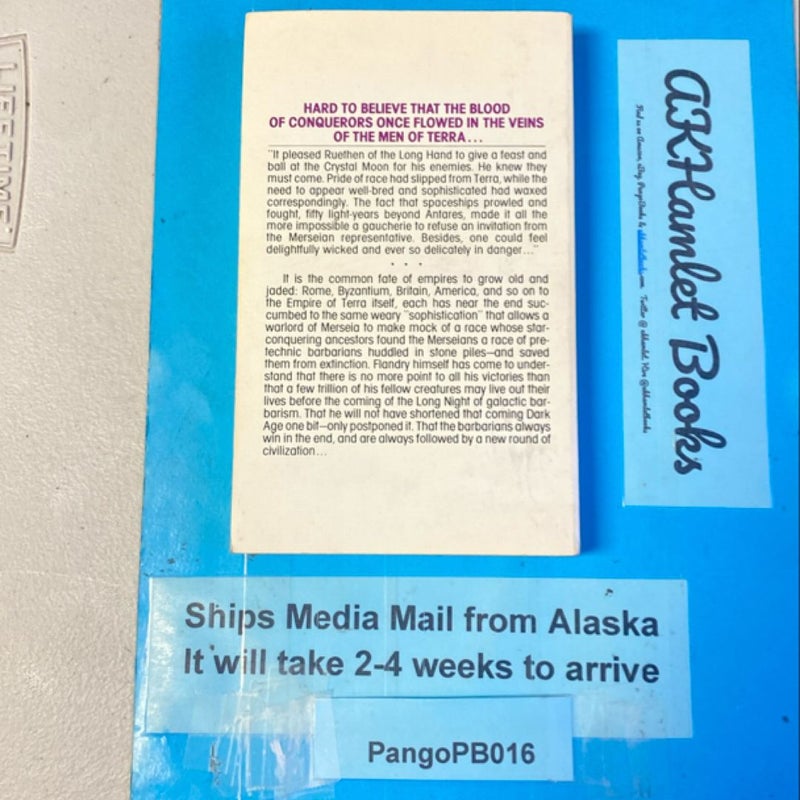 LIFETIME
HARD TO BELIEVE THAT THE BLOOD
OF CONQUERORS ONCE FLOWED IN THE VEINS
OF THE MEN OF TERRA...
"It pleased Ruethen of the Long Hand to give a feast and
ball at the Crystal Moon for his enemies. He knew they
must come. Pride of race had slipped from Terra, while the
need to appear well-bred and sophisticated had waxed
correspondingly. The fact that spaceships prowled and
fought, fifty light-years beyond Antares, made it all the
more impossible a gaucherie to refuse an invitation from
the Merseian representative. Besides, one could feel
delightfully wicked and ever so delicately in danger..."
. . .
It is the common fate of empires to grow old and
jaded: Rome, Byzantium, Britain, America, and so on to
the Empire of Terra itself, each has near the end suc-
cumbed to the same weary "sophistication" that allows a
warlord of Merseia to make mock of a race whose star-
conquering ancestors found the Merseians a race of pre-
technic barbarians huddled in stone piles—and saved
them from extinction. Flandry himself has come to under-
stand that there is no more point to all his victories than
that a few trillion of his fellow creatures may live out their
lives before the coming of the Long Night of galactic bar-
barism. That he will not have shortened that coming Dark
Age one bit—only postponed it. That the barbarians always
win in the end, and are always followed by a new round of
civilization...
AKHamlet Books
Find us on Amazon, Ebay, PangoBooks &
Ships Media Mail from Alaska
It will take 2-4 weeks to arrive
PangoPB016